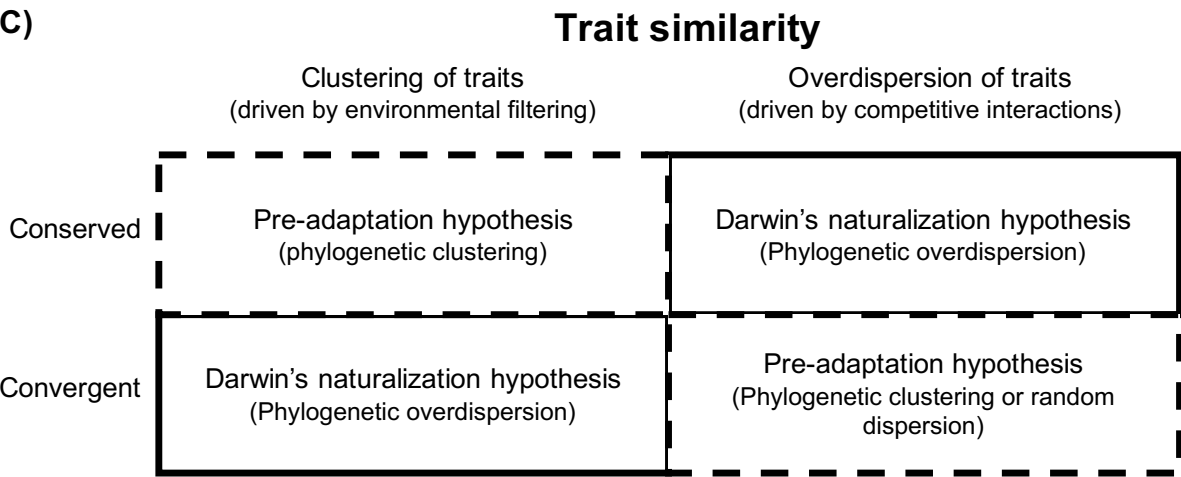 C)
Trait similarity
Clustering of traits
(driven by environmental filtering)
Overdispersion of traits
(driven by competitive interactions)
Conserved
Pre-adaptation hypothesis
(phylogenetic clustering)
Darwin's naturalization hypothesis
(Phylogenetic overdispersion)
Convergent
Darwin's naturalization hypothesis
(Phylogenetic overdispersion)
Pre-adaptation hypothesis
(Phylogenetic clustering or random
dispersion)